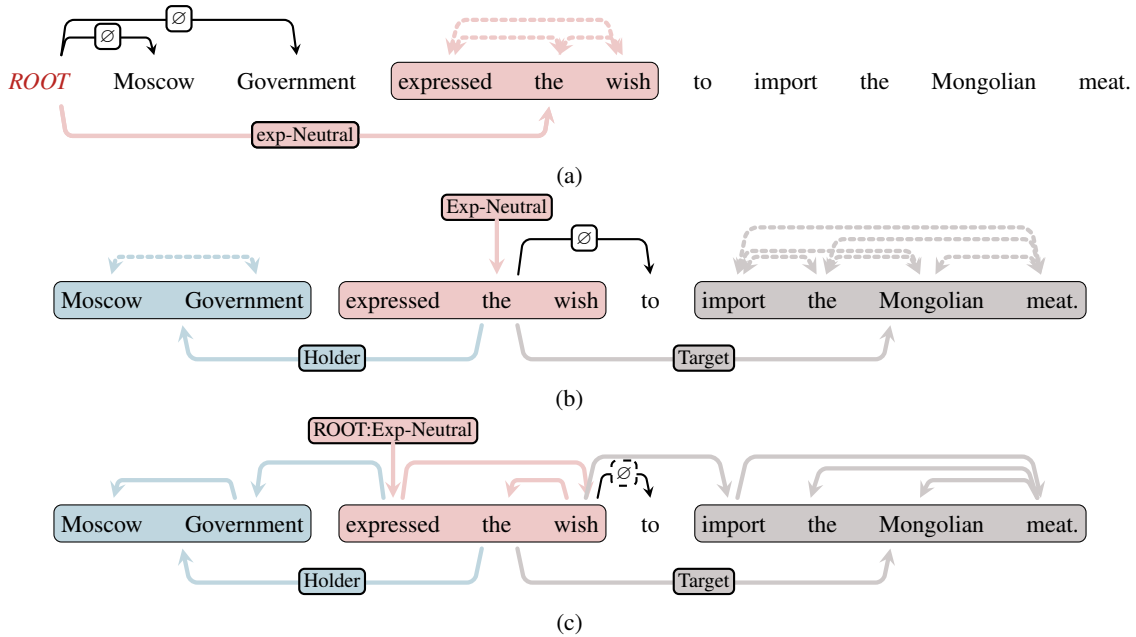 ∅
∅
ROOT Moscow Government expressed the wish to import the Mongolian meat.
exp-Neutral
(a)
Exp-Neutral
∅
Moscow Government expressed the wish to import the Mongolian meat.
Holder Target
(b)
ROOT:Exp-Neutral
∅
Moscow Government expressed the wish to import the Mongolian meat.
Holder Target
(c)